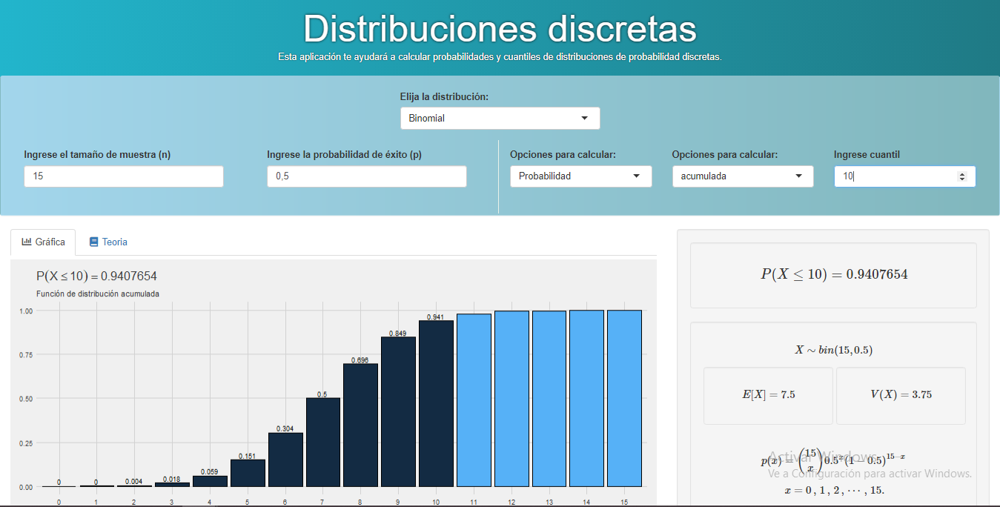 Distribuciones discretas
Esta aplicación te ayudará a calcular probabilidades y cuantiles de distribuciones de probabilidad discretas.
Elija la distribución:
Binomial
Ingrese el tamaño de muestra (n)
Ingrese la probabilidad de éxito (p)
Opciones para calcular:
Opciones para calcular:
Ingrese cuantil
15
0,5
Probabilidad
acumulada
10
Gráfica
Teoria
P(X ≤ 10) = 0.9407654
Función de distribución acumulada
1.00
0.75
0.50
0.25
0.00
0 0 0.004 0.018 0.059 0.151 0.304 0.5 0.696 0.849 0.941
0 1 2 3 4 5 6 7 8 9 10 11 12 13 14 15
P(X ≤ 10) = 0.9407654
X ∼ bin(15, 0.5)
E[X] = 7.5
V(X) = 3.75
p(x) = (15 x) 0.5^x (1 − 0.5)^15−x
x = 0, 1, 2, ⋯ , 15.
Activar Windows
Ve a Configuración para activar Windows.